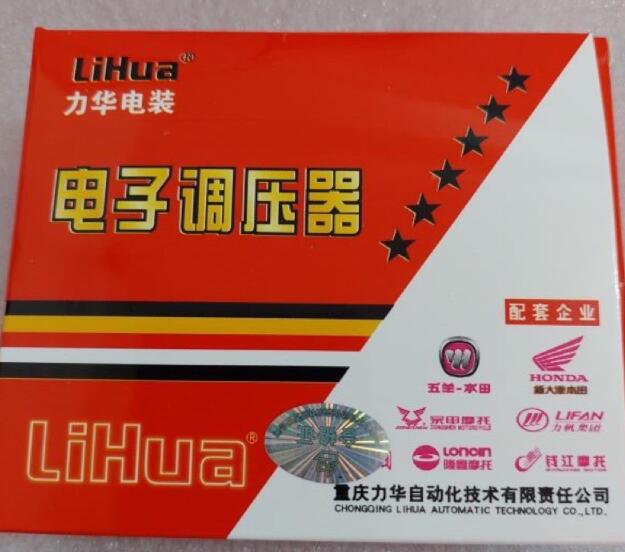 LiHua®
力华电装
电子调压器
配套企业
五羊-本田
HONDA
新大洲本田
宗申摩托
ZONGSHEN MOTORCYCLE
LIFAN
力帆集团
LONCIN
隆鑫摩托
钱江摩托
LiHua®
重庆力华自动化技术有限责任公司
CHONGQING LIHUA AUTOMATIC TECHNOLOGY CO.,LTD.